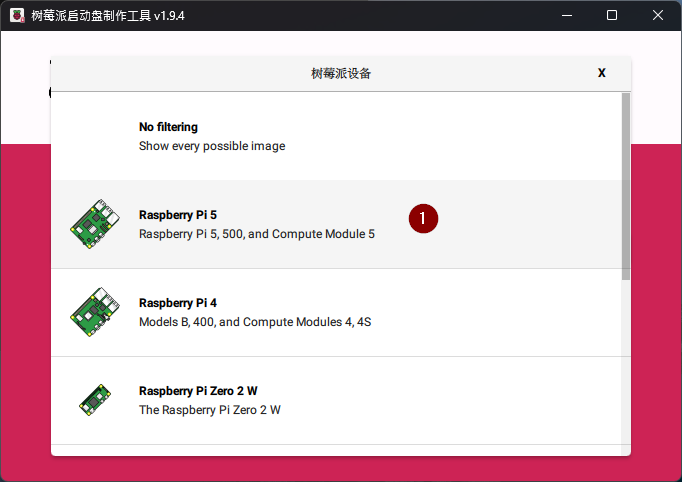 树莓派启动盘制作工具 v1.9.4
树莓派设备
X
No filtering
Show every possible image
Raspberry Pi 5
Raspberry Pi 5, 500, and Compute Module 5
1
Raspberry Pi 4
Models B, 400, and Compute Modules 4, 4S
Raspberry Pi Zero 2 W
The Raspberry Pi Zero 2 W